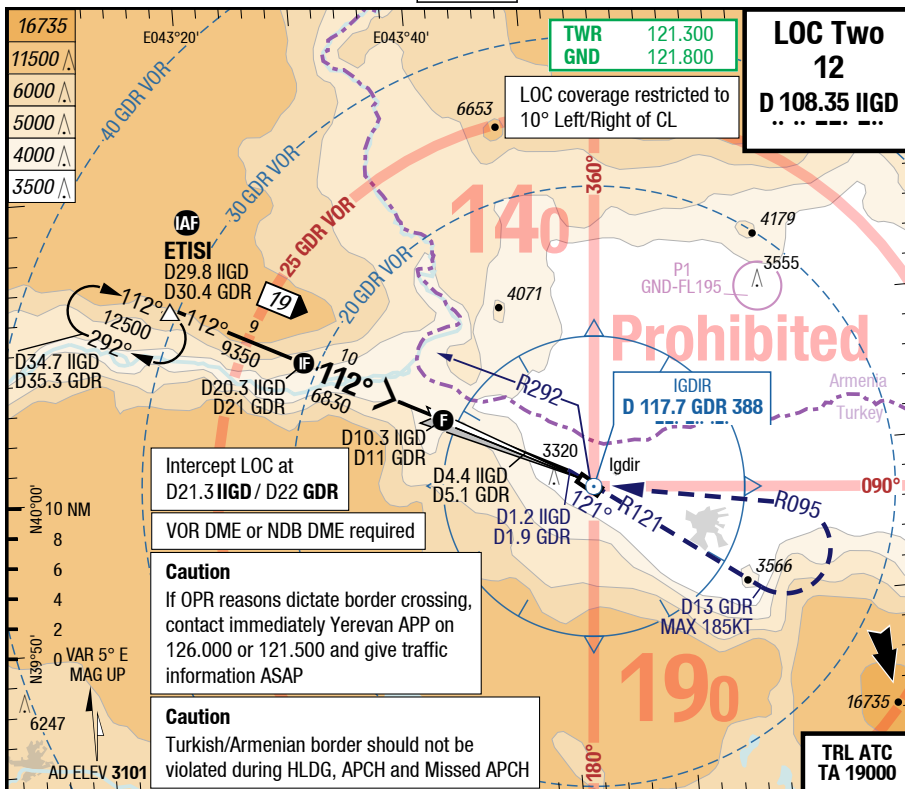 16735
11500
6000
5000
4000
3500
E043°20'
E043°40'
TWR 121.300
GND 121.800
LOC Two
12
D 108.35 IIGD
LOC coverage restricted to
10° Left/Right of CL
40 GDR VOR
30 GDR VOR
25 GDR VOR
20 GDR VOR
6653
360°
140
4179
3555
P1
GND-FL195
4071
Prohibited
IAF
ETISI
D29.8 IIGD
D30.4 GDR
19
112°
12500
292°
112°
9
9350
D34.7 IIGD
D35.3 GDR
IF
D20.3 IIGD
D21 GDR
10
112°
6830
R292
IGDIR
D 117.7 GDR 388
Armenia
Turkey
F
D10.3 IIGD
D11 GDR
3320
Igdir
D4.4 IIGD
D5.1 GDR
090°
R095
D1.2 IIGD
D1.9 GDR
121°
R121
3566
D13 GDR
MAX 185KT
Intercept LOC at
D21.3 IIGD / D22 GDR
VOR DME or NDB DME required
Caution
If OPR reasons dictate border crossing,
contact immediately Yerevan APP on
126.000 or 121.500 and give traffic
information ASAP
Caution
Turkish/Armenian border should not be
violated during HLDG, APCH and Missed APCH
N40°00'
10 NM
8
6
4
2
0
N39°50'
VAR 5° E
MAG UP
6247
AD ELEV 3101
190
180°
16735
TRL ATC
TA 19000